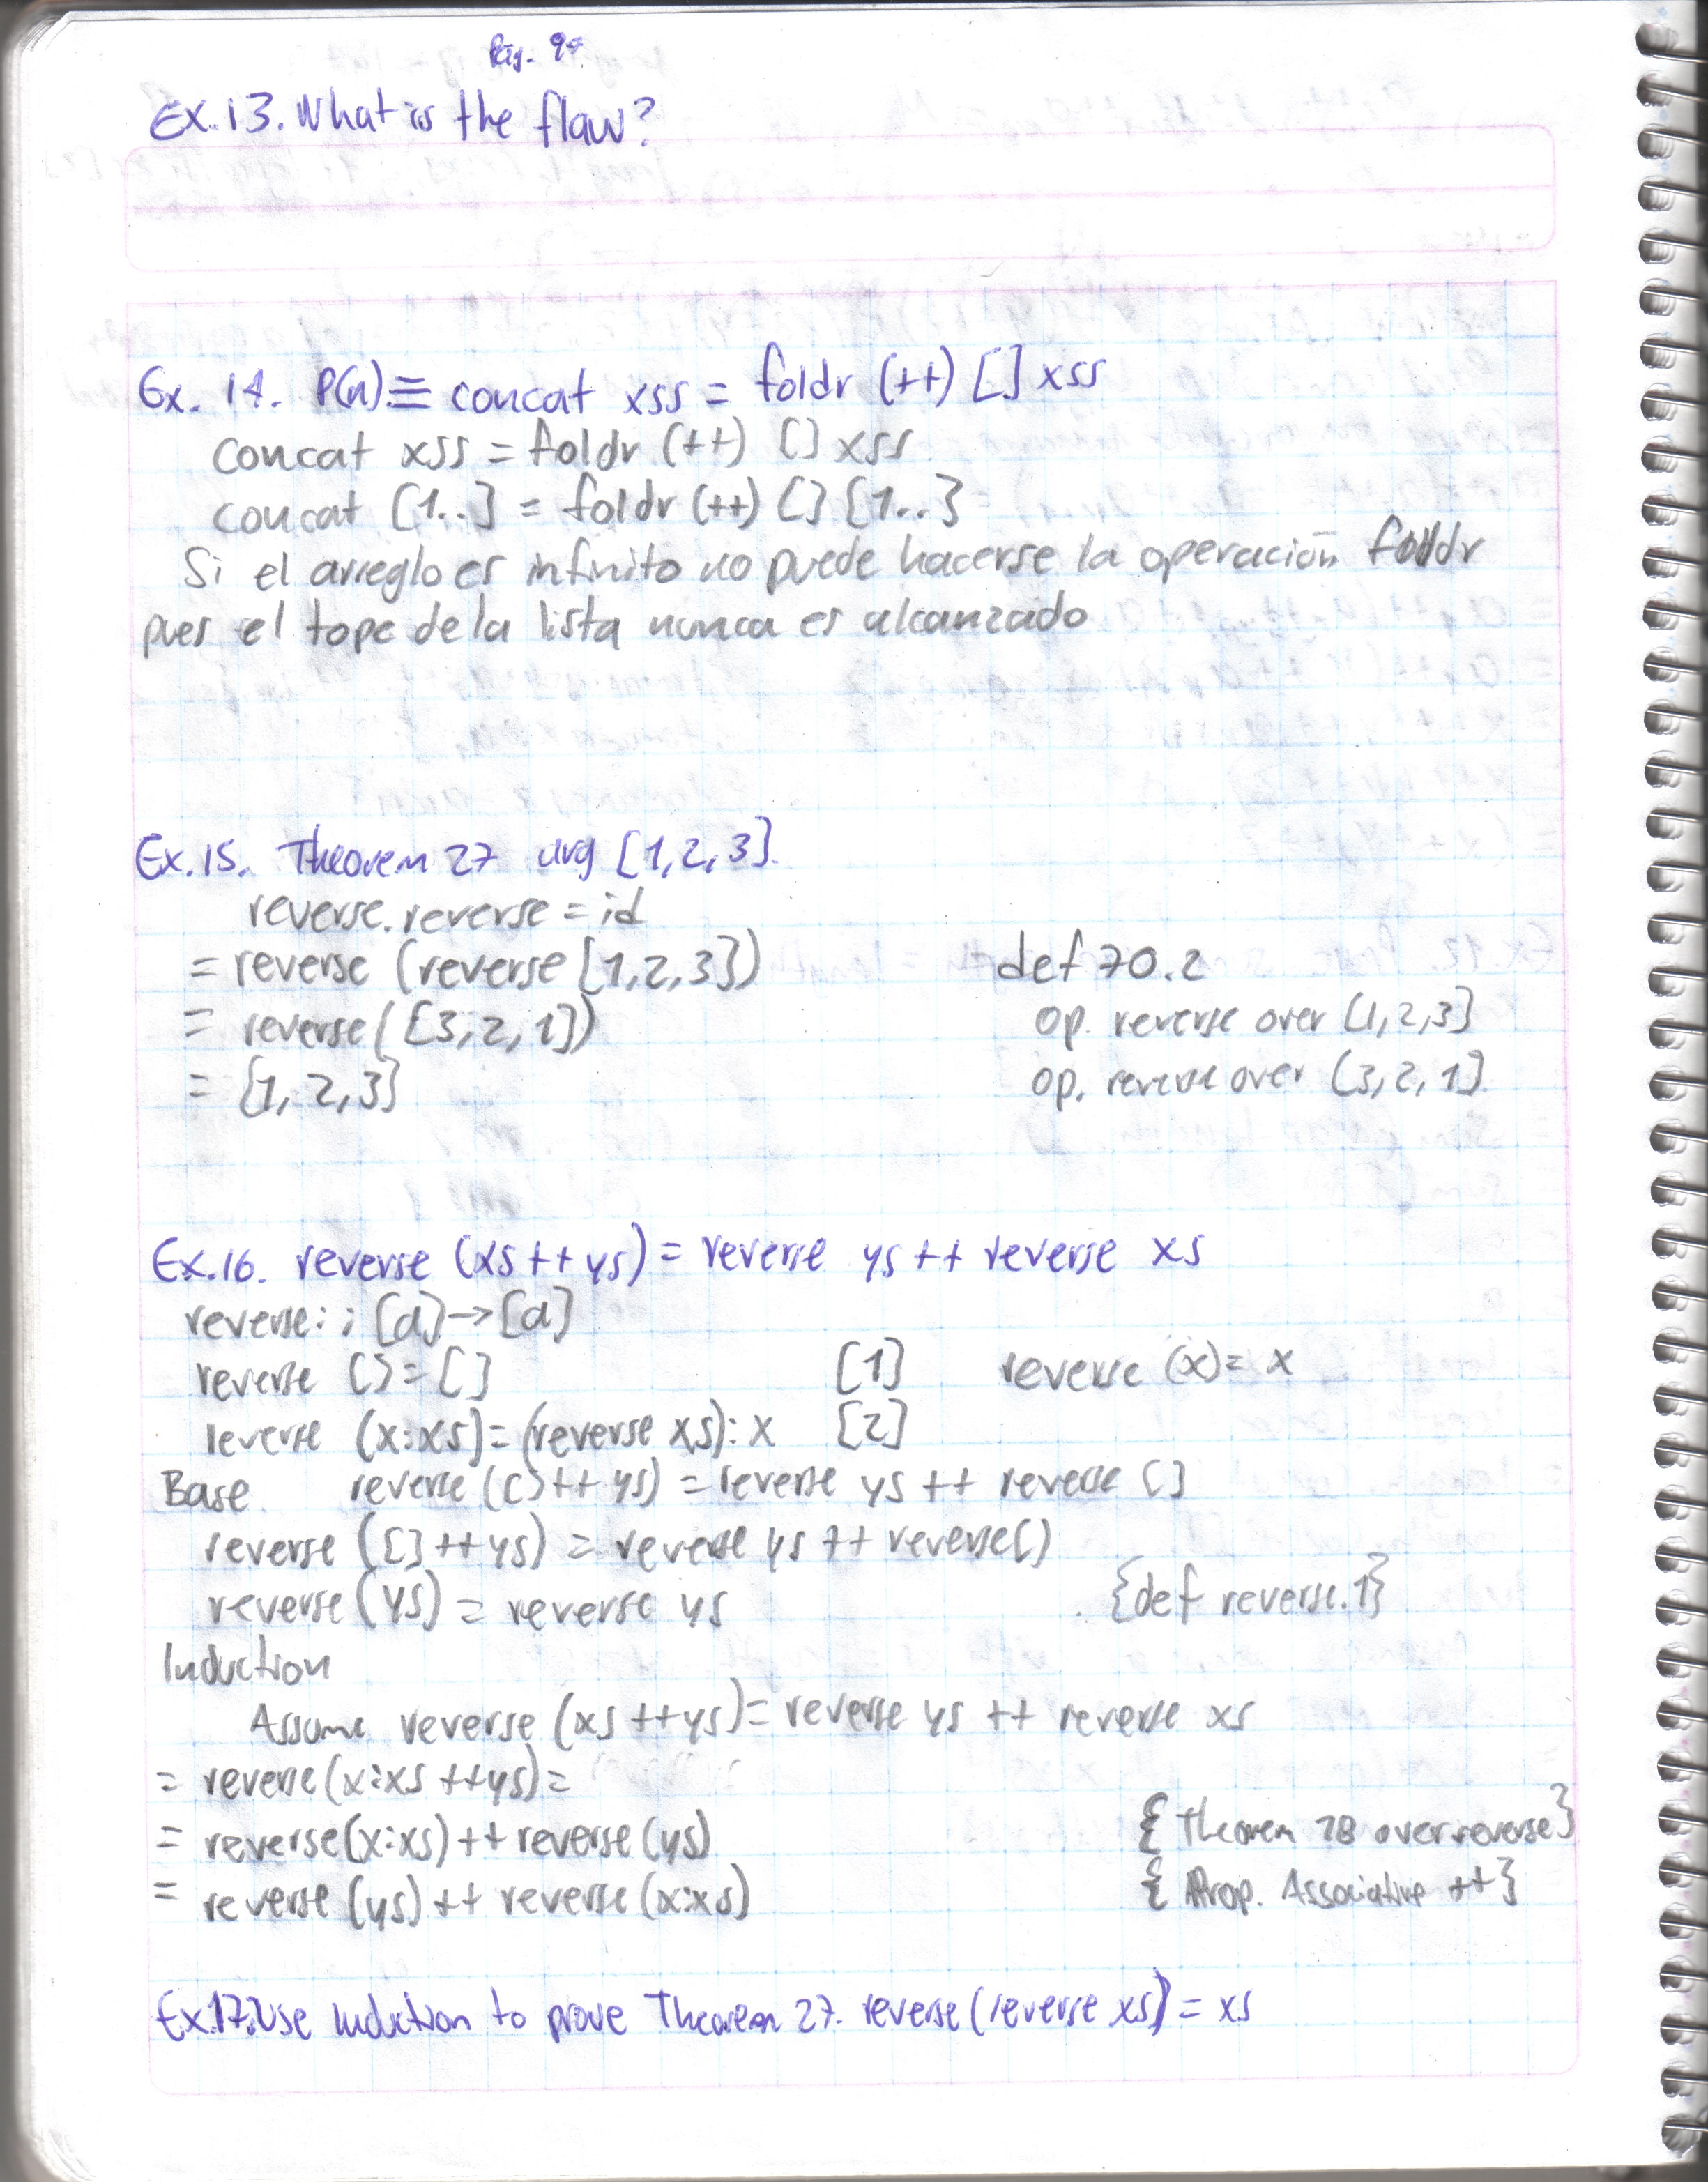 Pag. 94
Ex.13. What is the flaw?
Ex. 14. P(n)≡ concat xss = foldr (++) [] xss
concat xss = foldr (++) [] xss
concat [1..] = foldr (++) [] [1..]
Si el arreglo es infinito no puede hacerse la operación foldr
pues el tope de la lista nunca es alcanzado
Ex.15. Theorem 27 arg [1,2,3].
reverse.reverse = id
= reverse (reverse [1,2,3]) def 70.2
= reverse([3,2,1]) op. reverse over [1,2,3]
= [1,2,3] op. reverse over [3,2,1]
Ex.16. reverse (xs ++ ys) = reverse ys ++ reverse xs
reverse:: [a]->[a]
reverse []=[] [1] reverse (x)= x
reverse (x:xs)=(reverse xs):x [2]
Base. reverse ([]++ ys) = reverse ys ++ reverse []
reverse ([] ++ys) = reverse ys ++ reverse[]
reverse (ys) = reverse ys {def reverse.1}
Induction
Assume reverse (xs ++ys)= reverse ys ++ reverse xs
= reverse(x:xs ++ys)=
= reverse(x:xs)++ reverse(ys) { Theorem 28 over reverse}
= reverse (ys) ++ reverse (x:xs) { Prop. Associative ++}
Ex.17. Use induction to prove Theorem 27. reverse(reverse xs) = xs